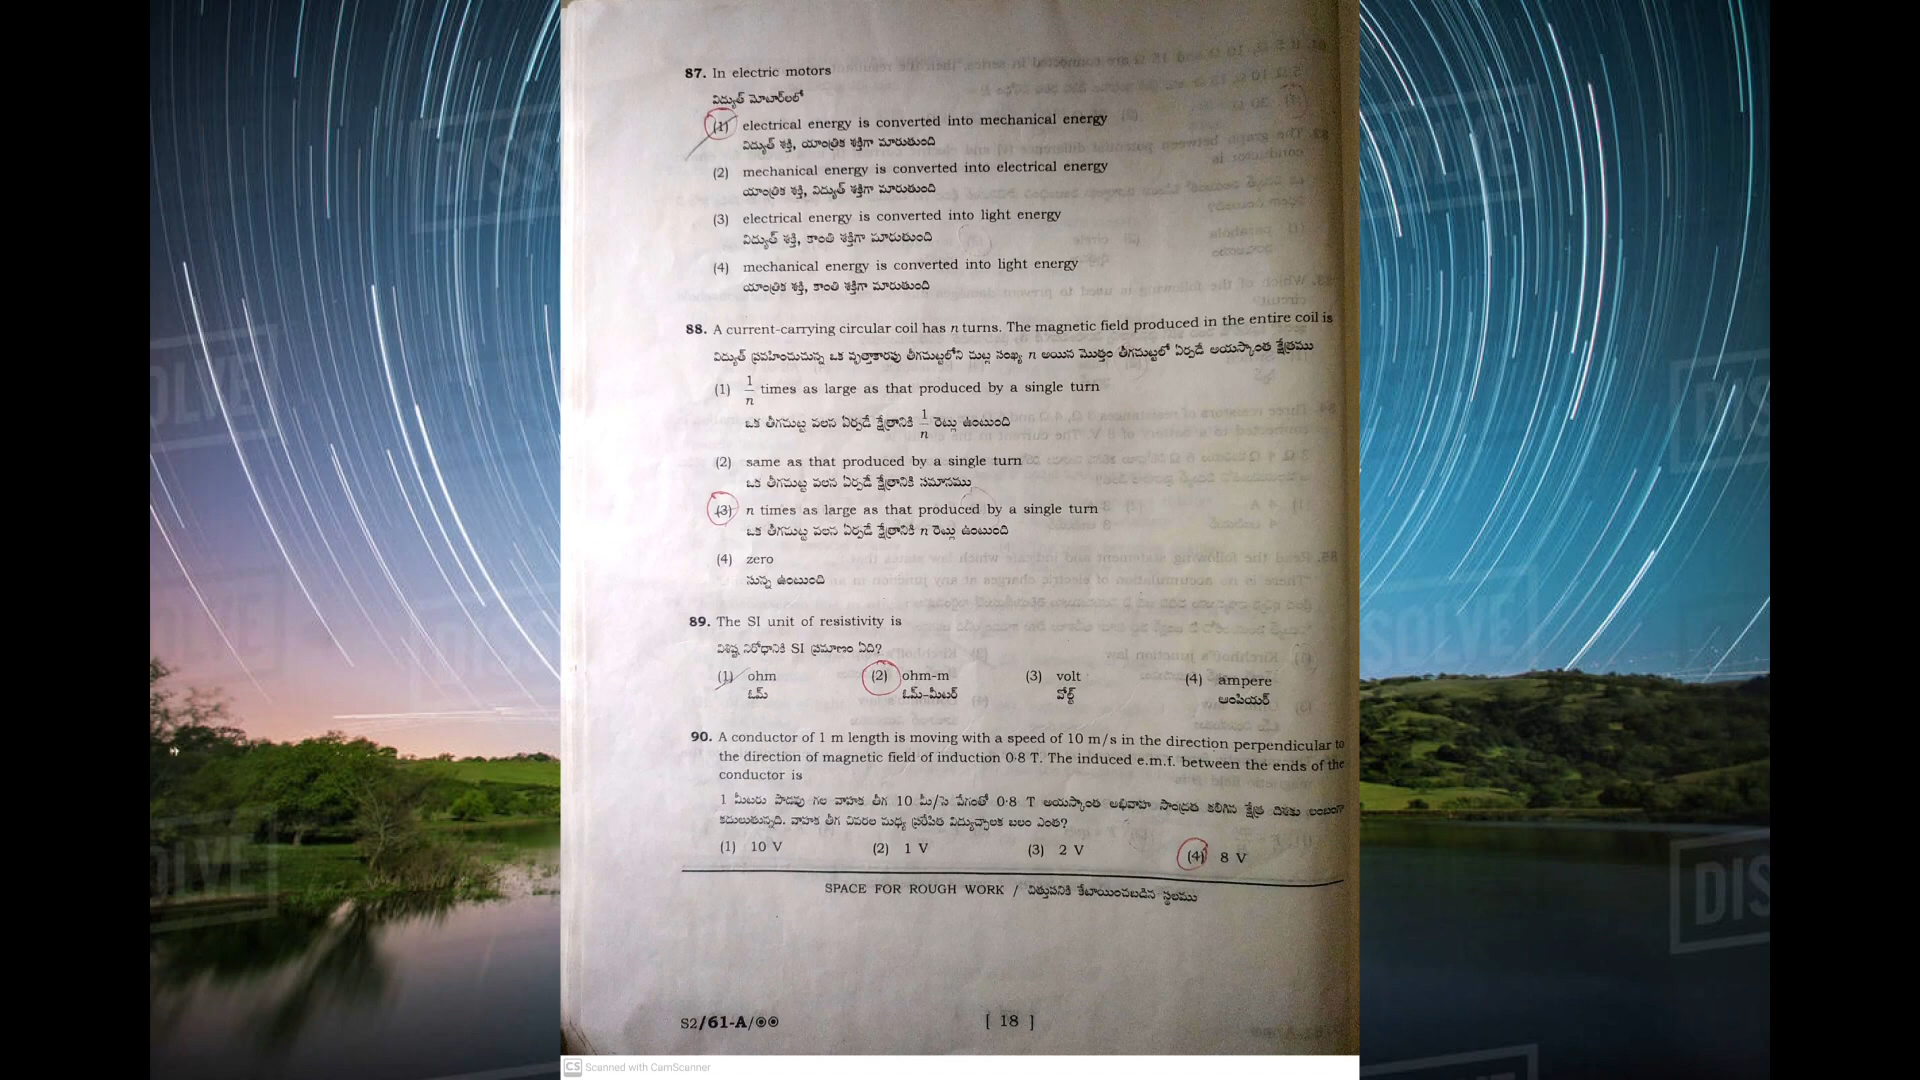 87. In electric motors
విద్యుత్ మోటార్‌లలో
(1) electrical energy is converted into mechanical energy
విద్యుత్ శక్తి, యాంత్రిక శక్తిగా మారుతుంది
(2) mechanical energy is converted into electrical energy
యాంత్రిక శక్తి, విద్యుత్ శక్తిగా మారుతుంది
(3) electrical energy is converted into light energy
విద్యుత్ శక్తి, కాంతి శక్తిగా మారుతుంది
(4) mechanical energy is converted into light energy
యాంత్రిక శక్తి, కాంతి శక్తిగా మారుతుంది
88. A current-carrying circular coil has n turns. The magnetic field produced in the entire coil is
విద్యుత్ ప్రవహించుచున్న ఒక వృత్తాకారపు తీగచుట్టలోని చుట్ల సంఖ్య n అయిన మొత్తం తీగచుట్టలో ఏర్పడే అయస్కాంత క్షేత్రము
(1) 1/n times as large as that produced by a single turn
ఒక తీగచుట్ట వలన ఏర్పడే క్షేత్రానికి 1/n రెట్లు ఉంటుంది
(2) same as that produced by a single turn
ఒక తీగచుట్ట వలన ఏర్పడే క్షేత్రానికి సమానము
(3) n times as large as that produced by a single turn
ఒక తీగచుట్ట వలన ఏర్పడే క్షేత్రానికి n రెట్లు ఉంటుంది
(4) zero
సున్న ఉంటుంది
89. The SI unit of resistivity is
విశిష్ట నిరోధానికి SI ప్రమాణం ఏది?
(1) ohm (2) ohm-m (3) volt (4) ampere
ఓమ్ ఓమ్-మీటర్ వోల్ట్ ఆంపియర్
90. A conductor of 1 m length is moving with a speed of 10 m/s in the direction perpendicular to
the direction of magnetic field of induction 0·8 T. The induced e.m.f. between the ends of the
conductor is
1 మీటరు పొడవు గల వాహక తీగ 10 మీ/సె వేగంతో 0·8 T అయస్కాంత అభివాహ సాంద్రత కలిగిన క్షేత్ర దిశకు లంబంగా
కదులుతున్నది. వాహక తీగ చివరల మధ్య ప్రేరిత విద్యుచ్చాలక బలం ఎంత?
(1) 10 V (2) 1 V (3) 2 V (4) 8 V
SPACE FOR ROUGH WORK / చిత్తుపనికి కేటాయించబడిన స్థలము
S2/61-A/
[ 18 ]
CS Scanned with CamScanner